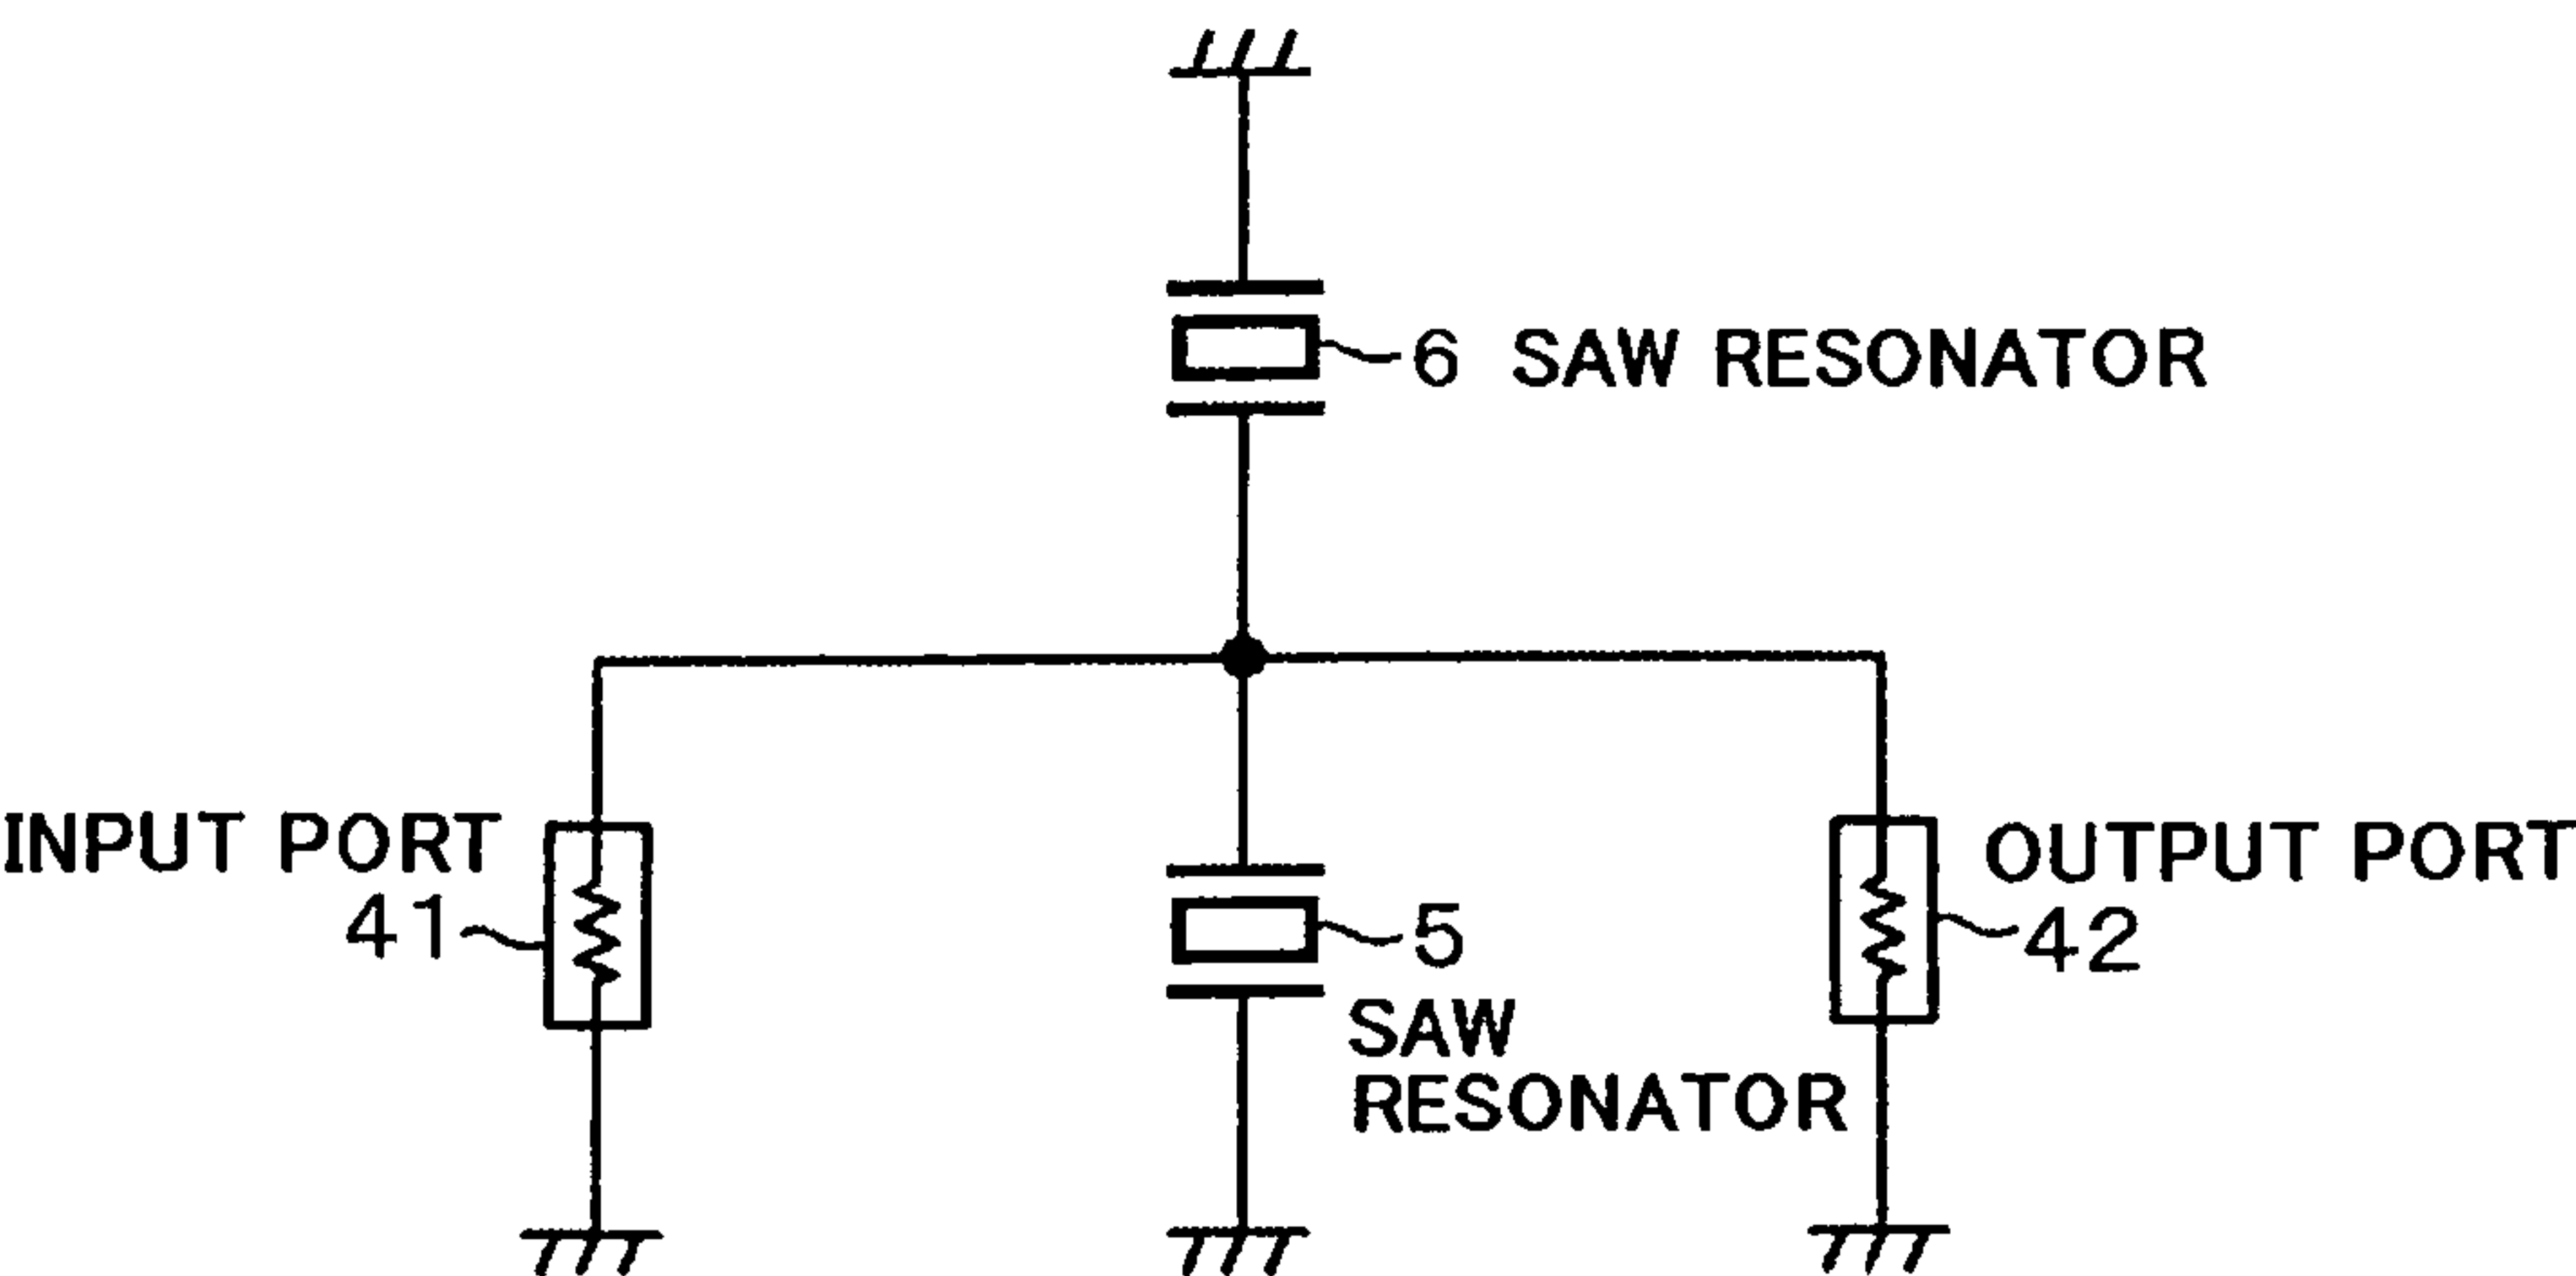 6 SAW RESONATOR
INPUT PORT
41
OUTPUT PORT
42
5
SAW
RESONATOR